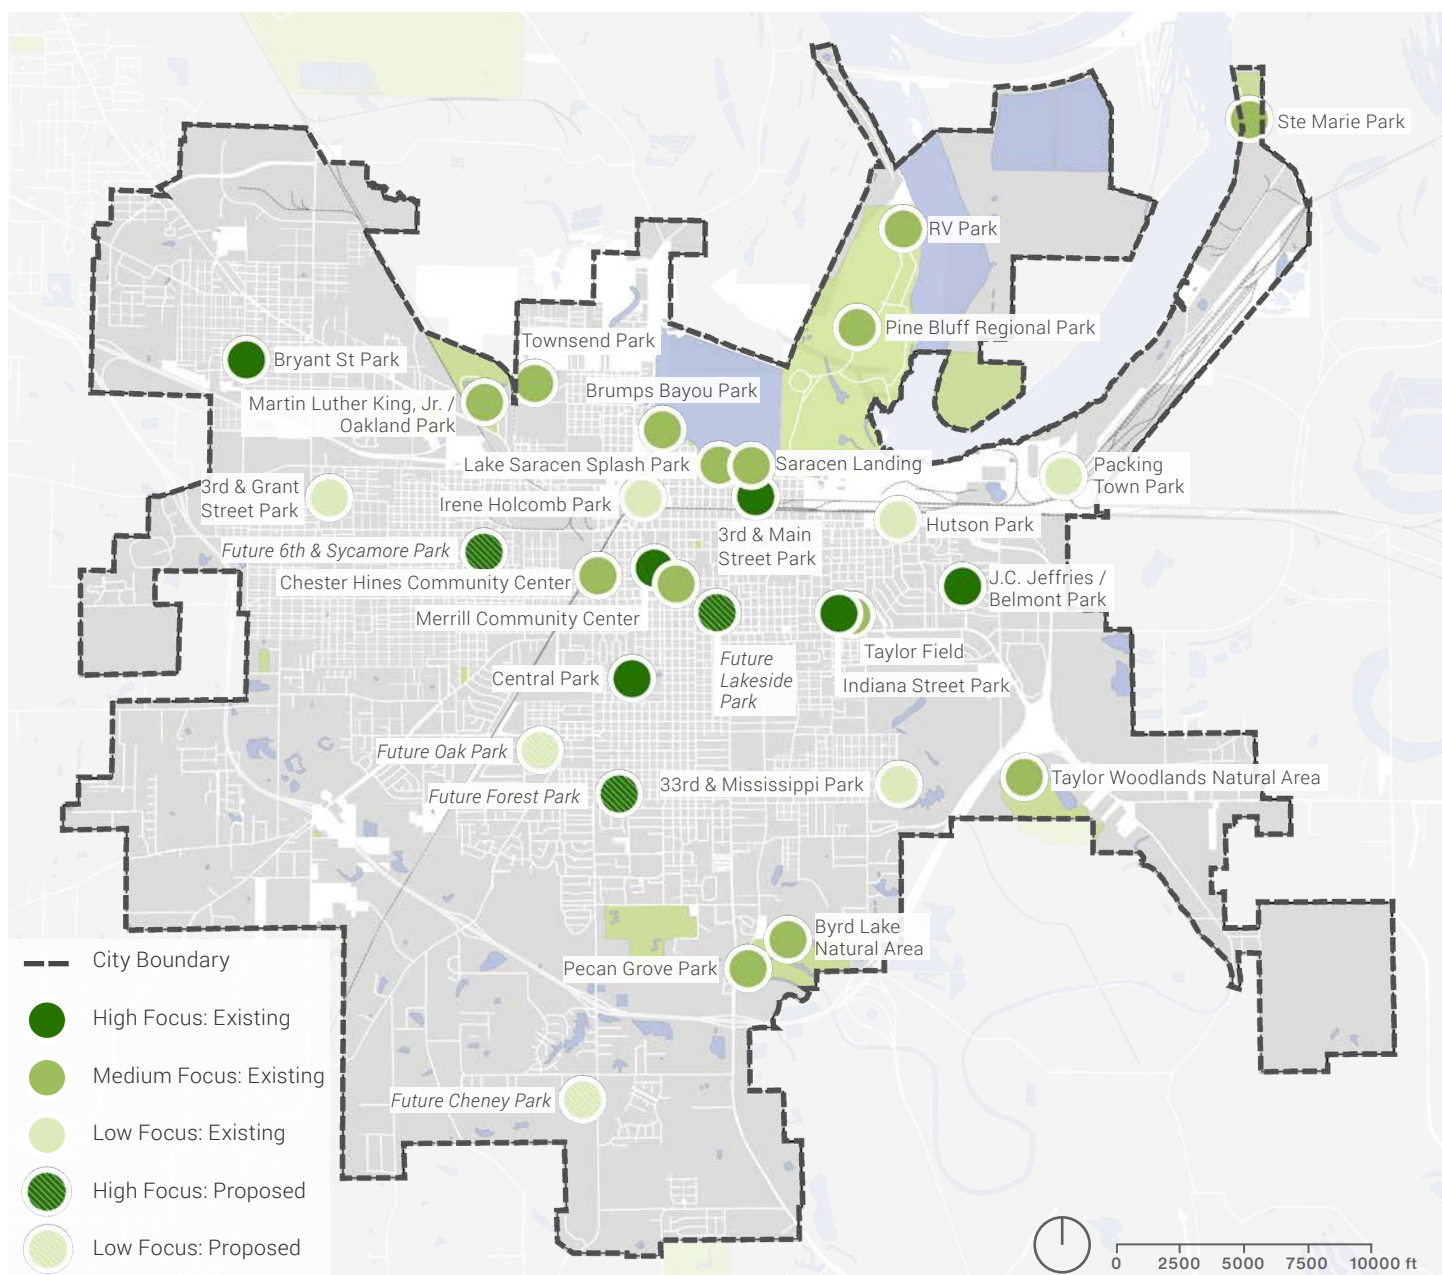 Ste Marie Park
RV Park
Pine Bluff Regional Park
Townsend Park
Bryant St Park
Brumps Bayou Park
Martin Luther King, Jr. /
Oakland Park
Lake Saracen Splash Park
Saracen Landing
Packing
Town Park
3rd & Grant
Street Park
Irene Holcomb Park
Hutson Park
3rd & Main
Street Park
Future 6th & Sycamore Park
Chester Hines Community Center
J.C. Jeffries /
Belmont Park
Merrill Community Center
Taylor Field
Future
Lakeside
Park
Central Park
Indiana Street Park
Future Oak Park
33rd & Mississippi Park
Taylor Woodlands Natural Area
Future Forest Park
Byrd Lake
Natural Area
Pecan Grove Park
Future Cheney Park
City Boundary
High Focus: Existing
Medium Focus: Existing
Low Focus: Existing
High Focus: Proposed
Low Focus: Proposed
0 2500 5000 7500 10000 ft